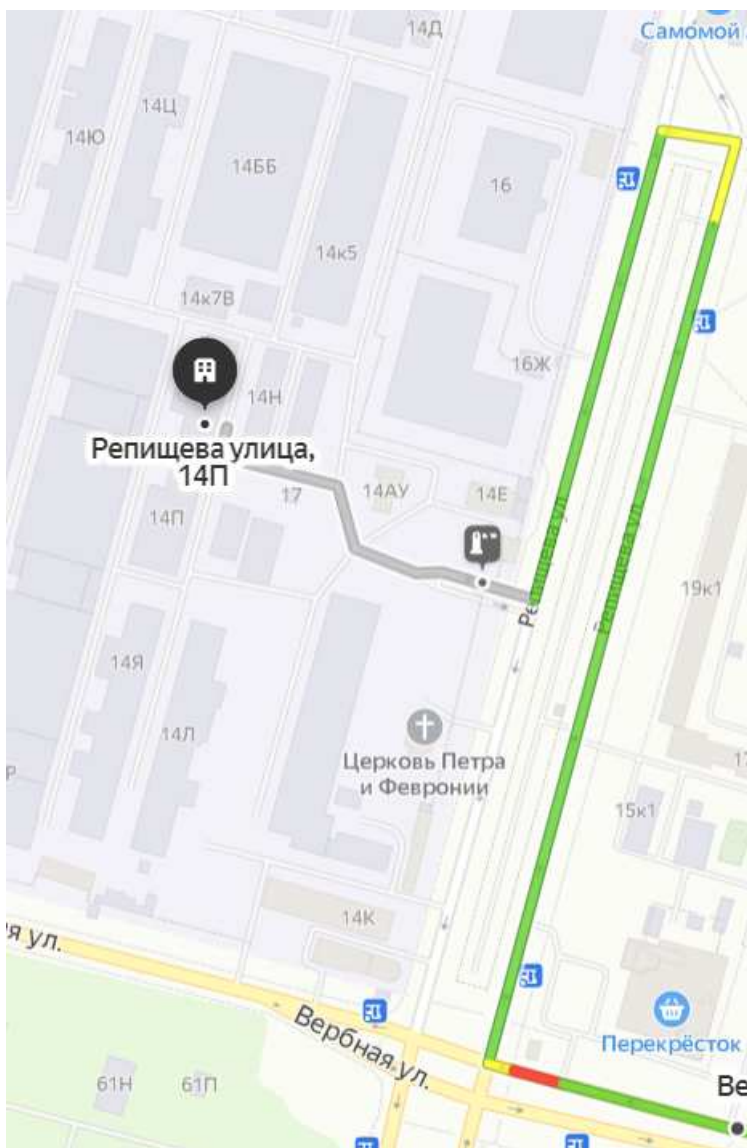 14Д
Самомой
14Ц
14Ю
14ББ
16
14к5
14к7В
16Ж
14Н
Репищева улица,
14П
17
14АУ
14Е
14П
Репищева ул.
Репищева ул.
19к1
14Я
14Л
Церковь Петра
и Февронии
15к1
14К
я ул.
Вербная ул.
Перекрёсток
61Н
61П
Ве